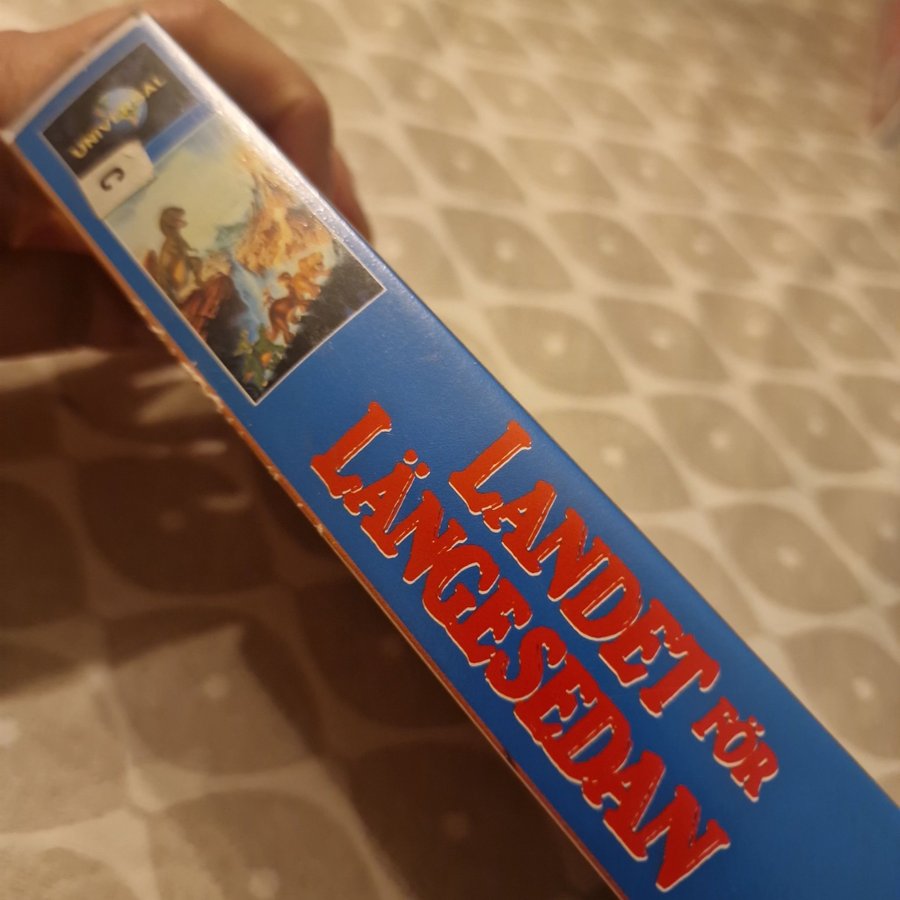 UNIVERSAL
C
LANDET FÖR
LÄNGESEDAN